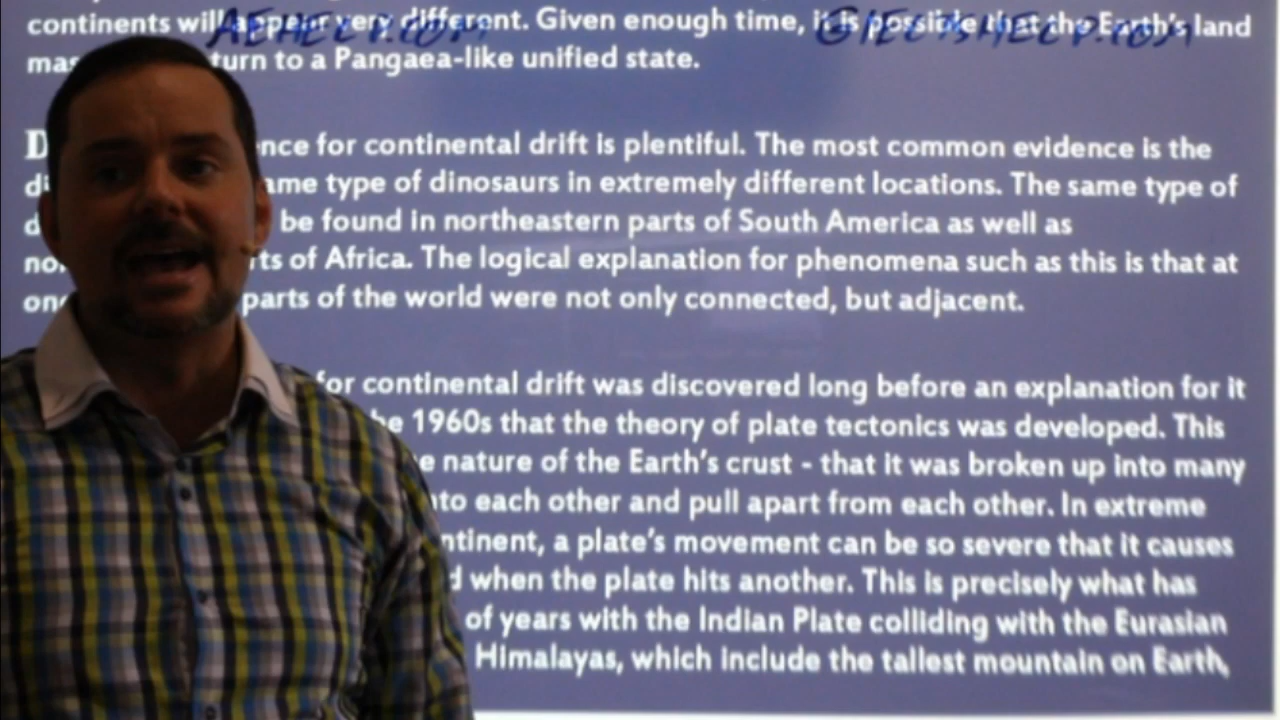 continents will appear very different. Given enough time, it is possible that the Earth's land
AEHELP.COM @IELTSHELP.COM
turn to a Pangaea-like unified state.
for continental drift is plentiful. The most common evidence is the
type of dinosaurs in extremely different locations. The same type of
be found in northeastern parts of South America as well as
of Africa. The logical explanation for phenomena such as this is that at
parts of the world were not only connected, but adjacent.
for continental drift was discovered long before an explanation for it
1960s that the theory of plate tectonics was developed. This
nature of the Earth's crust - that it was broken up into many
each other and pull apart from each other. In extreme
a plate's movement can be so severe that it causes
when the plate hits another. This is precisely what has
of years with the Indian Plate colliding with the Eurasian
Himalayas, which include the tallest mountain on Earth,